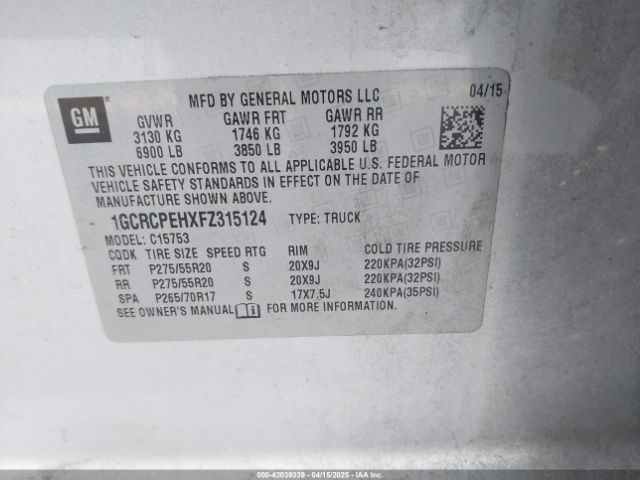 GM
MFD BY GENERAL MOTORS LLC 04/15
GVWR GAWR FRT GAWR RR
3130 KG 1746 KG 1792 KG
6900 LB 3850 LB 3950 LB
THIS VEHICLE CONFORMS TO ALL APPLICABLE U.S. FEDERAL MOTOR
VEHICLE SAFETY STANDARDS IN EFFECT ON THE DATE OF
MANUFACTURE SHOWN ABOVE.
1GCRCPEHXFZ315124 TYPE: TRUCK
MODEL: C15753
CQDK TIRE SIZE SPEED RTG RIM COLD TIRE PRESSURE
FRT P275/55R20 S 20X9J 220KPA(32PSI)
RR P275/55R20 S 20X9J 220KPA(32PSI)
SPA P265/70R17 S 17X7.5J 240KPA(35PSI)
SEE OWNER'S MANUAL FOR MORE INFORMATION.
000-42039339 - 04/15/2025 - COPYRIGHT IAA, LLC.